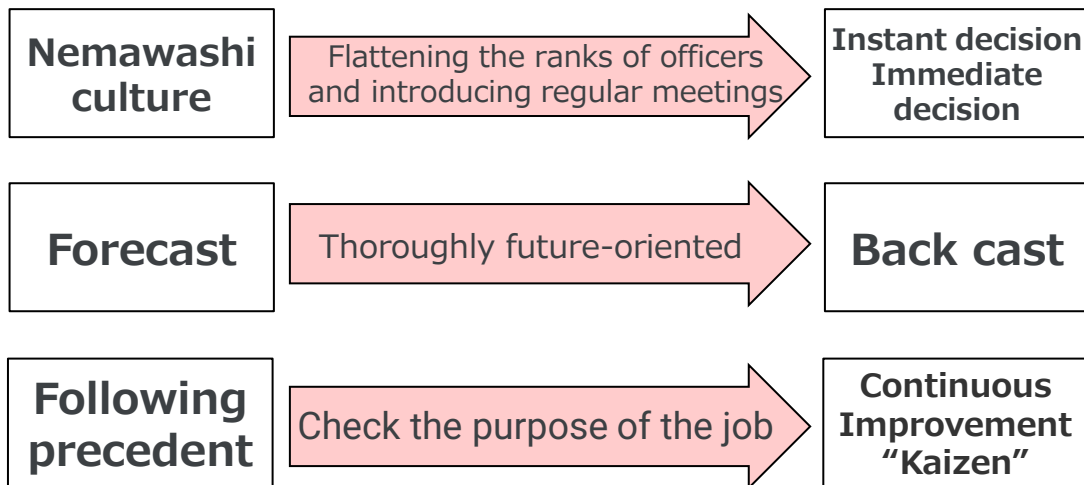 Nemawashi
culture
Flattening the ranks of officers
and introducing regular meetings
Instant decision
Immediate
decision
Forecast
Thoroughly future-oriented
Back cast
Following
precedent
Check the purpose of the job
Continuous
Improvement
“Kaizen”